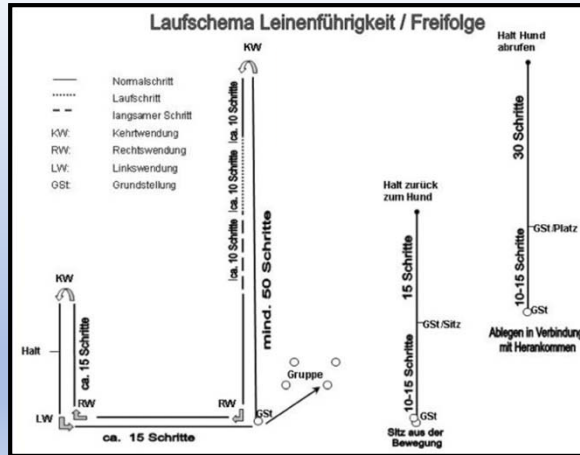 Laufschema Leinenführigkeit / Freifolge
Normalschritt
Laufschritt
langsamer Schritt
KW: Kehrtwendung
RW: Rechtswendung
LW: Linkswendung
GSt: Grundstellung
KW
ca. 10 Schritte
ca. 10 Schritte
ca. 10 Schritte
mind. 50 Schritte
KW
Halt
ca. 15 Schritte
RW
RW
LW
GSt
ca. 15 Schritte
Gruppe
Halt zurück
zum Hund
15 Schritte
GSt/Sitz
10-15 Schritte
GSt
Sitz aus der
Bewegung
Halt Hund
abrufen
30 Schritte
GSt/Platz
10-15 Schritte
GSt
Ablegen in Verbindung
mit Herankommen